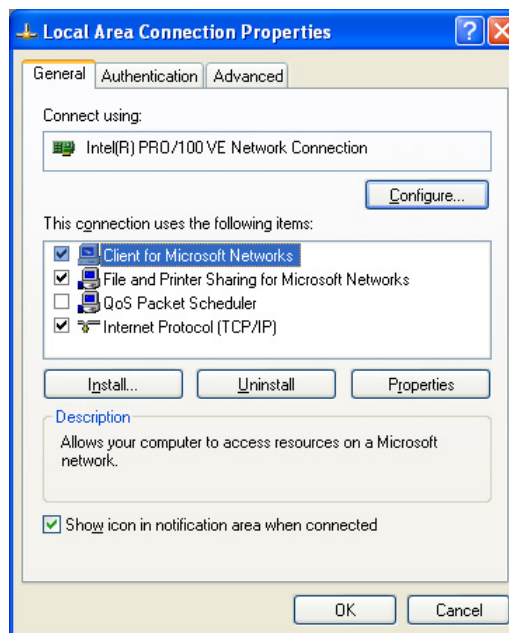 Local Area Connection Properties
General Authentication Advanced
Connect using:
Intel(R) PRO/100 VE Network Connection
Configure...
This connection uses the following items:
Client for Microsoft Networks
File and Printer Sharing for Microsoft Networks
QoS Packet Scheduler
Internet Protocol (TCP/IP)
Install... Uninstall Properties
Description
Allows your computer to access resources on a Microsoft
network.
Show icon in notification area when connected
OK Cancel